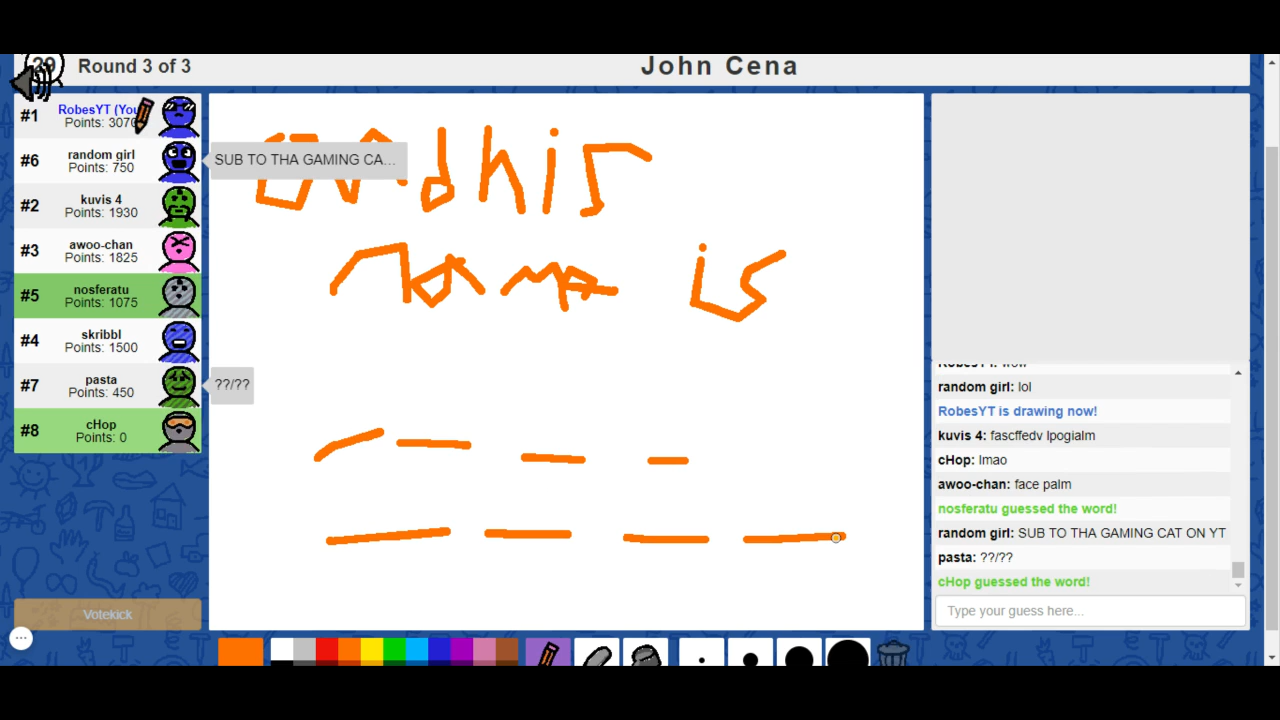 29
Round 3 of 3
John Cena
#1 RobesYT (You
Points: 3070
#6 random girl
Points: 750
SUB TO THA GAMING CA...
#2 kuvis 4
Points: 1930
#3 awoo-chan
Points: 1825
#5 nosferatu
Points: 1075
#4 skribbl
Points: 1500
#7 pasta
Points: 450
??/??
#8 cHop
Points: 0
Votekick
and his
name is
RobesYT: wow
random girl: lol
RobesYT is drawing now!
kuvis 4: fascffedv lpogialm
cHop: lmao
awoo-chan: face palm
nosferatu guessed the word!
random girl: SUB TO THA GAMING CAT ON YT
pasta: ??/??
cHop guessed the word!
Type your guess here...